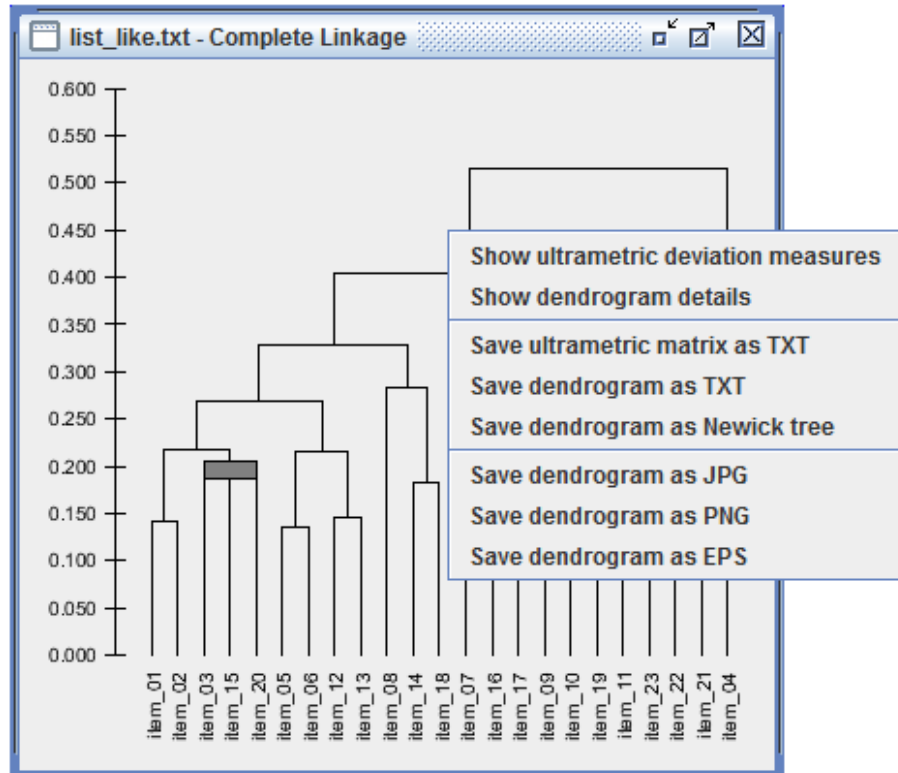 list_like.txt - Complete Linkage
0.600
0.550
0.500
0.450
0.400
0.350
0.300
0.250
0.200
0.150
0.100
0.050
0.000
Show ultrametric deviation measures
Show dendrogram details
Save ultrametric matrix as TXT
Save dendrogram as TXT
Save dendrogram as Newick tree
Save dendrogram as JPG
Save dendrogram as PNG
Save dendrogram as EPS
item_01
item_02
item_03
item_15
item_20
item_05
item_06
item_12
item_13
item_08
item_14
item_18
item_07
item_16
item_17
item_09
item_10
item_19
item_11
item_23
item_22
item_21
item_04